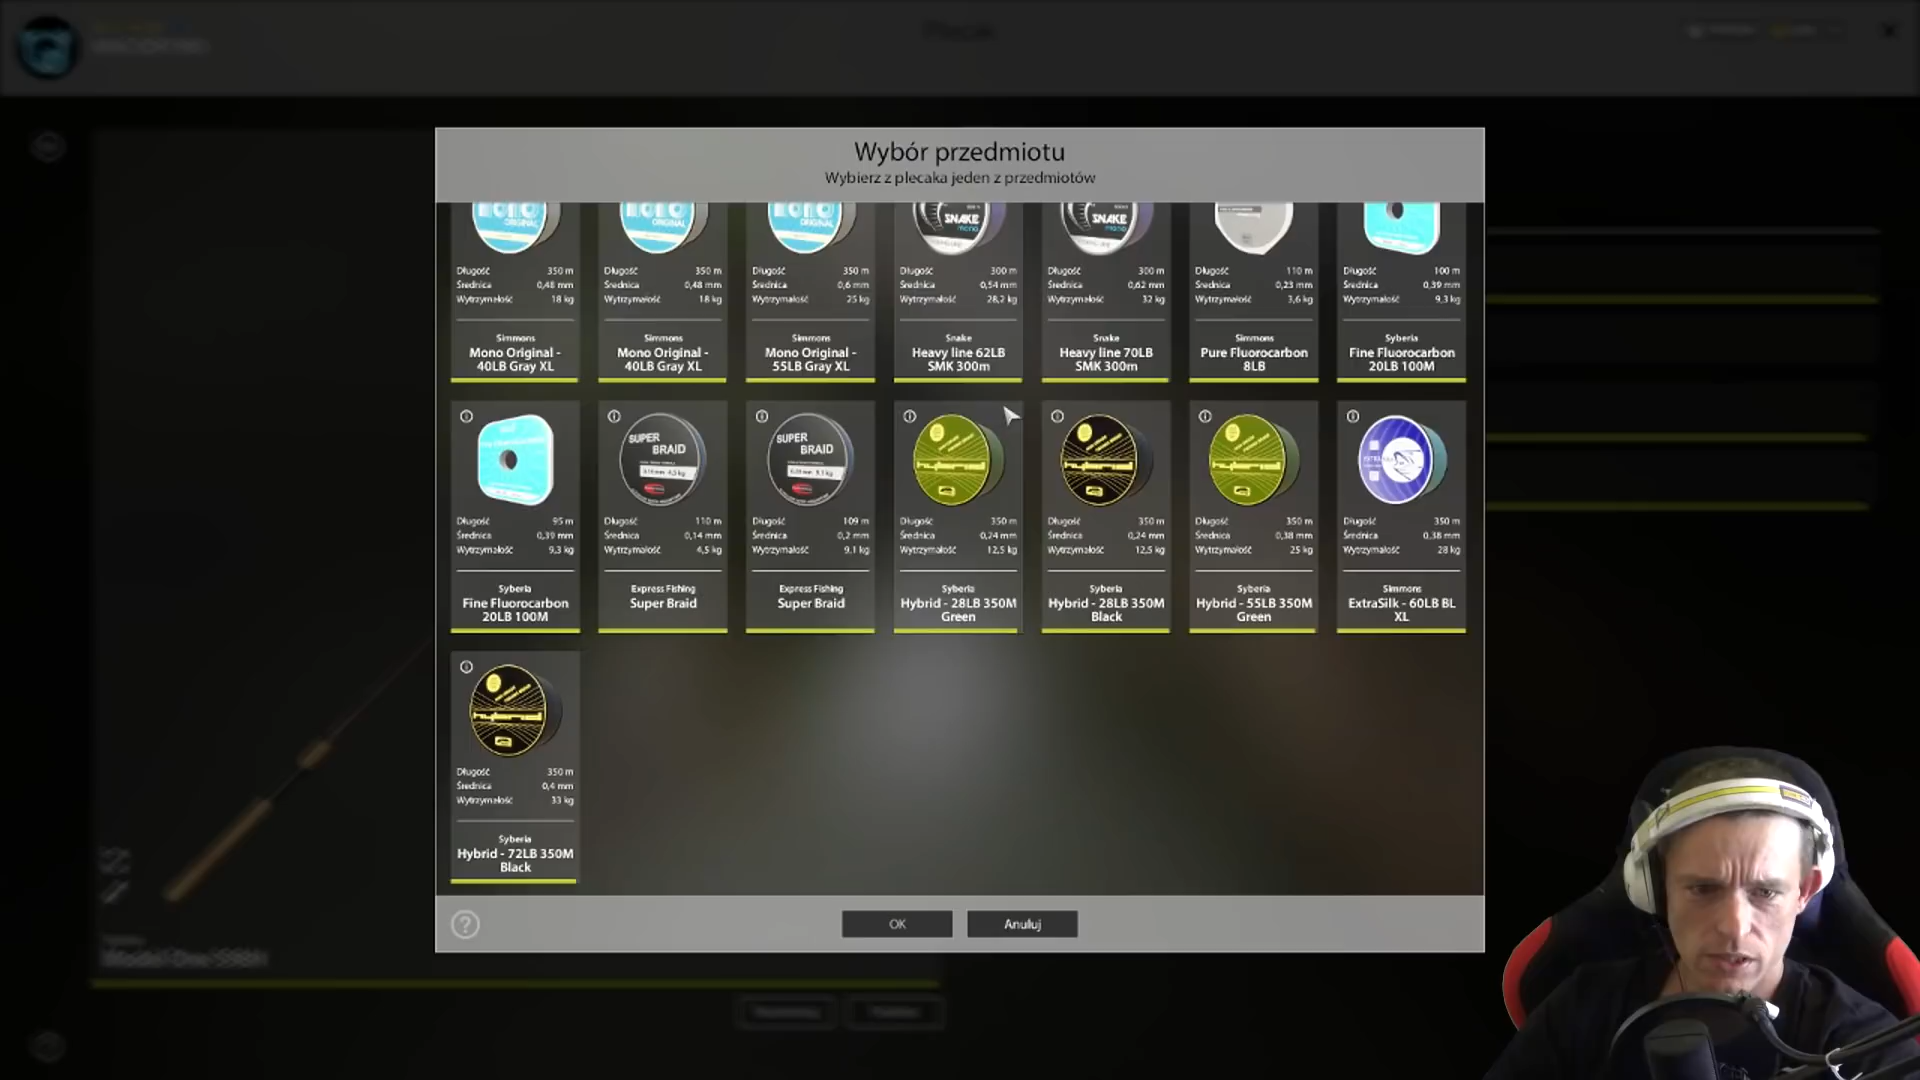 Wybór przedmiotu
Wybierz z plecaka jeden z przedmiotów
ORIGINAL ORIGINAL ORIGINAL SNAKE mono SNAKE mono
Długość 350 m Długość 350 m Długość 350 m Długość 300 m Długość 300 m Długość 110 m Długość 100 m
Średnica 0,48 mm Średnica 0,48 mm Średnica 0,6 mm Średnica 0,54 mm Średnica 0,62 mm Średnica 0,23 mm Średnica 0,39 mm
Wytrzymałość 18 kg Wytrzymałość 18 kg Wytrzymałość 25 kg Wytrzymałość 28,2 kg Wytrzymałość 32 kg Wytrzymałość 3,6 kg Wytrzymałość 9,3 kg
Simmons Simmons Simmons Snake Snake Simmons Syberia
Mono Original - Mono Original - Mono Original - Heavy line 62LB Heavy line 70LB Pure Fluorocarbon Fine Fluorocarbon
40LB Gray XL 40LB Gray XL 55LB Gray XL SMK 300m SMK 300m 8LB 20LB 100M
SUPER BRAID SUPER BRAID hybrid hybrid hybrid
Długość 95 m Długość 110 m Długość 109 m Długość 350 m Długość 350 m Długość 350 m Długość 350 m
Średnica 0,39 mm Średnica 0,14 mm Średnica 0,2 mm Średnica 0,24 mm Średnica 0,24 mm Średnica 0,38 mm Średnica 0,38 mm
Wytrzymałość 9,3 kg Wytrzymałość 4,5 kg Wytrzymałość 9,1 kg Wytrzymałość 12,5 kg Wytrzymałość 12,5 kg Wytrzymałość 25 kg Wytrzymałość 28 kg
Syberia Express Fishing Express Fishing Syberia Syberia Syberia Simmons
Fine Fluorocarbon Super Braid Super Braid Hybrid - 28LB 350M Hybrid - 28LB 350M Hybrid - 55LB 350M ExtraSilk - 60LB BL
20LB 100M Green Black Green XL
hybrid
Długość 350 m
Średnica 0,4 mm
Wytrzymałość 33 kg
Syberia
Hybrid - 72LB 350M
Black
OK Anuluj